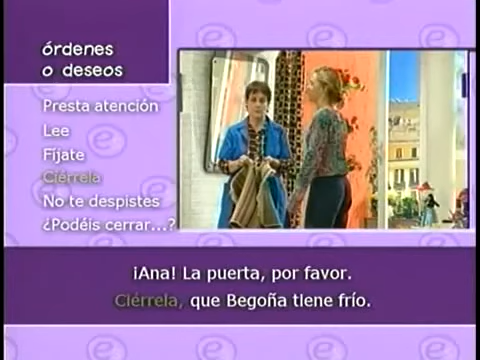 órdenes
o deseos
Presta atención
Lee
Fíjate
Ciérrela
No te despistes
¿Podéis cerrar...?
¡Ana! La puerta, por favor.
Ciérrela, que Begoña tiene frío.